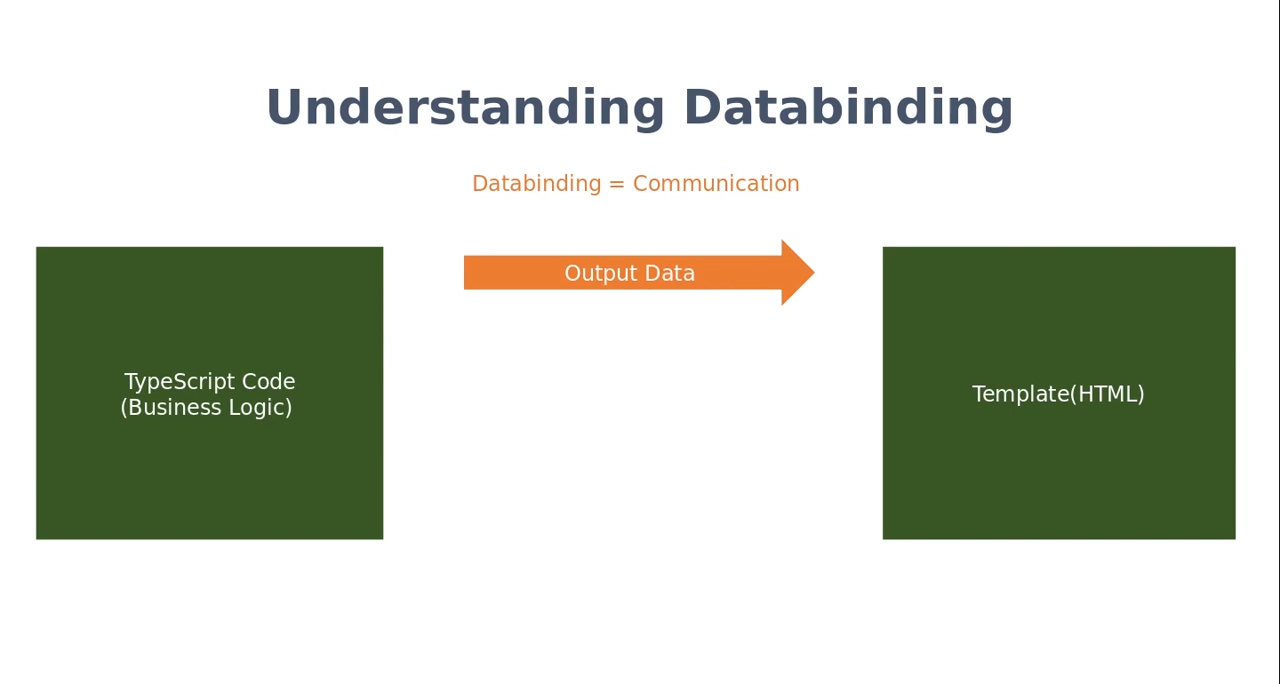 Understanding Databinding
Databinding = Communication
Output Data
TypeScript Code
(Business Logic)
Template(HTML)